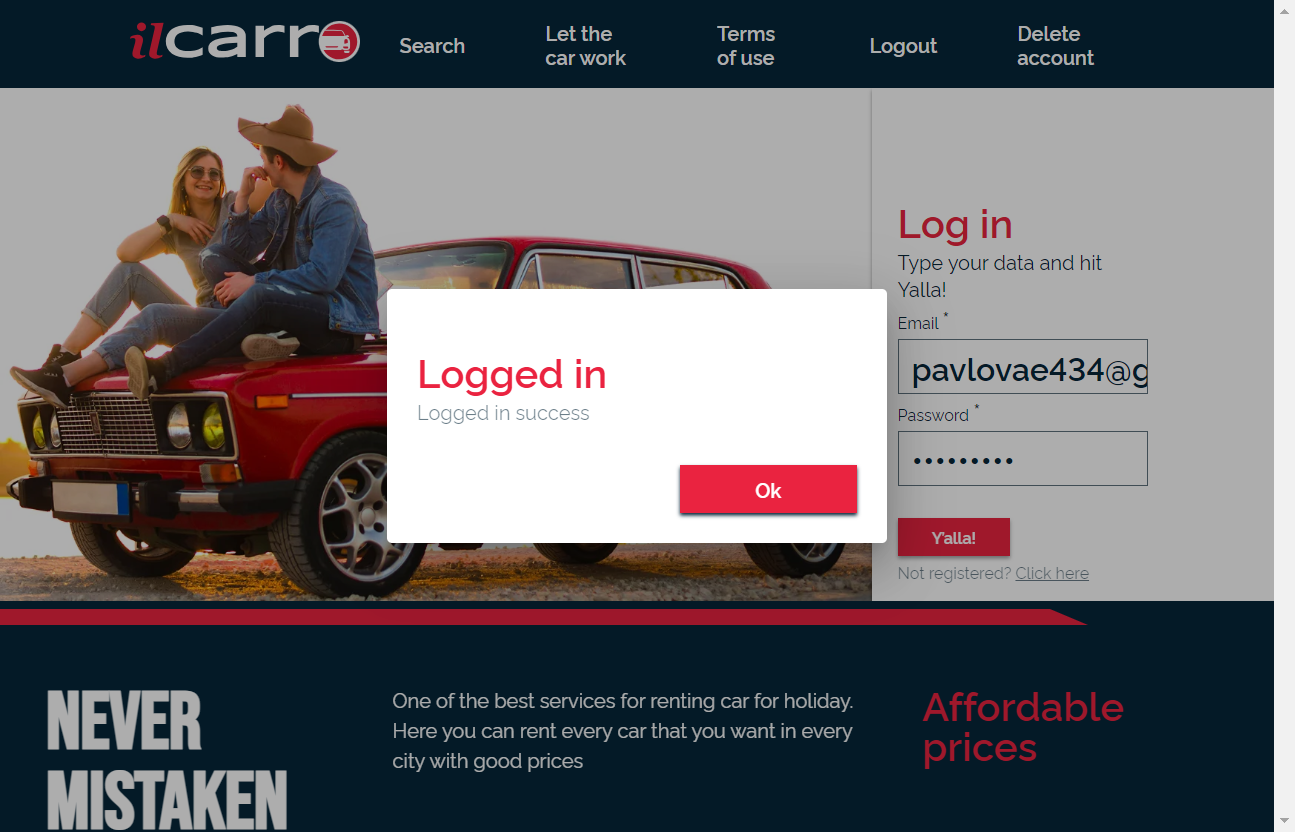 ilcarro
Search
Let the
car work
Terms
of use
Logout
Delete
account
Log in
Type your data and hit
Yalla!
Email *
pavlovae434@g
Password *
•••••••••
Y'alla!
Not registered? Click here
Logged in
Logged in success
Ok
NEVER
MISTAKEN
One of the best services for renting car for holiday.
Here you can rent every car that you want in every
city with good prices
Affordable
prices